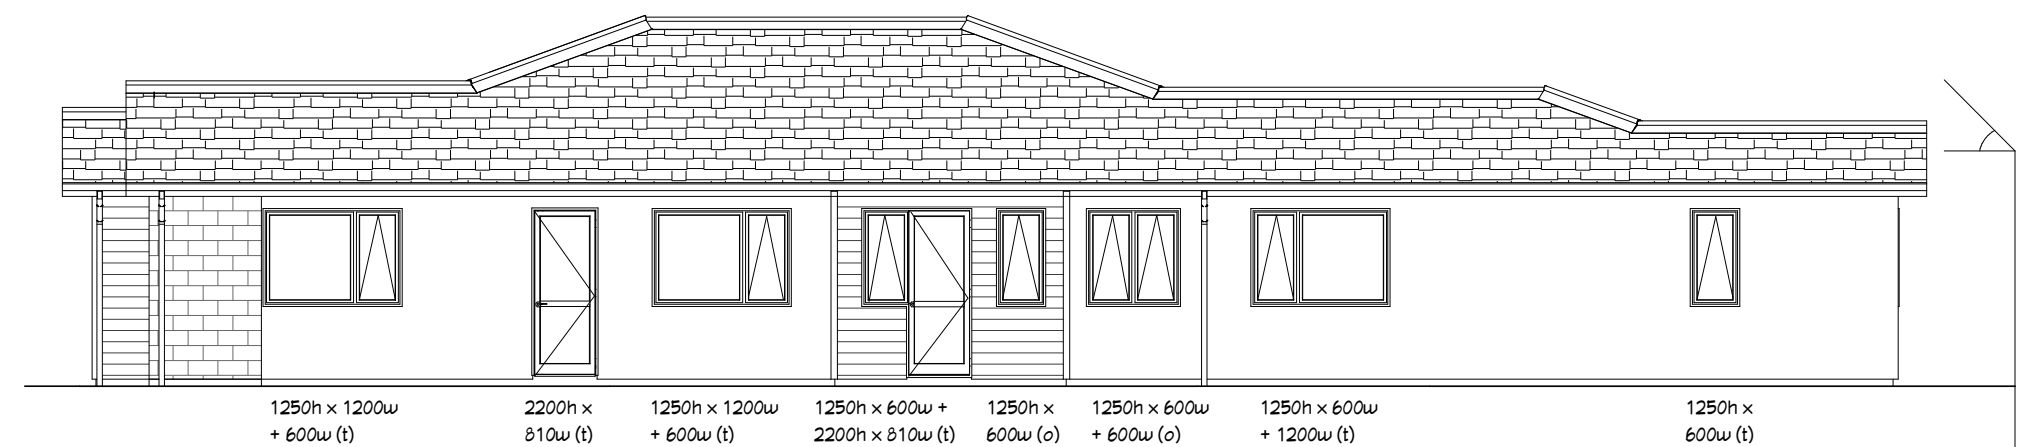 1250h x 1200w
+ 600w (t)
2200h x
810w (t)
1250h x 1200w
+ 600w (t)
1250h x 600w +
2200h x 810w (t)
1250h x
600w (o)
1250h x 600w
+ 600w (o)
1250h x 600w
+ 1200w (t)
1250h x
600w (t)